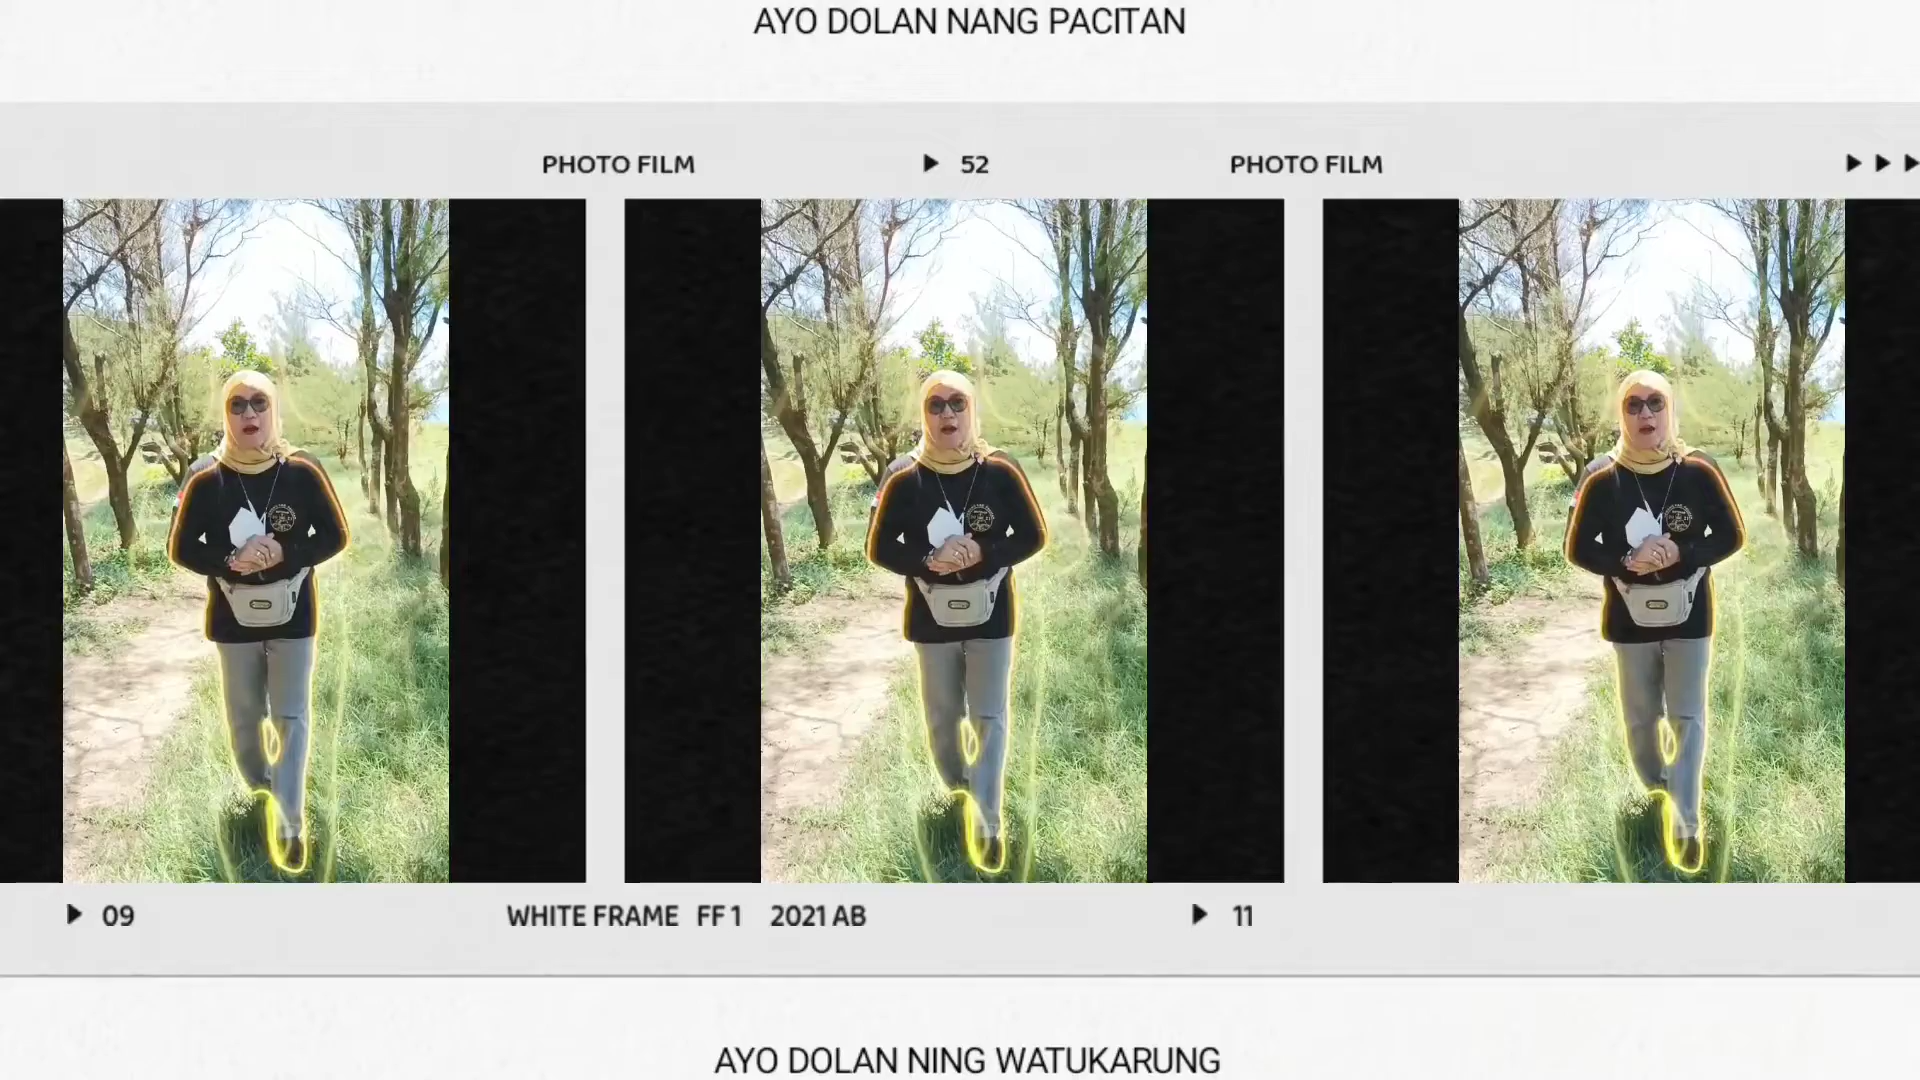 AYO DOLAN NANG PACITAN
PHOTO FILM ▶ 52 PHOTO FILM ▶ ▶ ▶
▶ 09 WHITE FRAME FF 1 2021 AB ▶ 11
AYO DOLAN NING WATUKARUNG